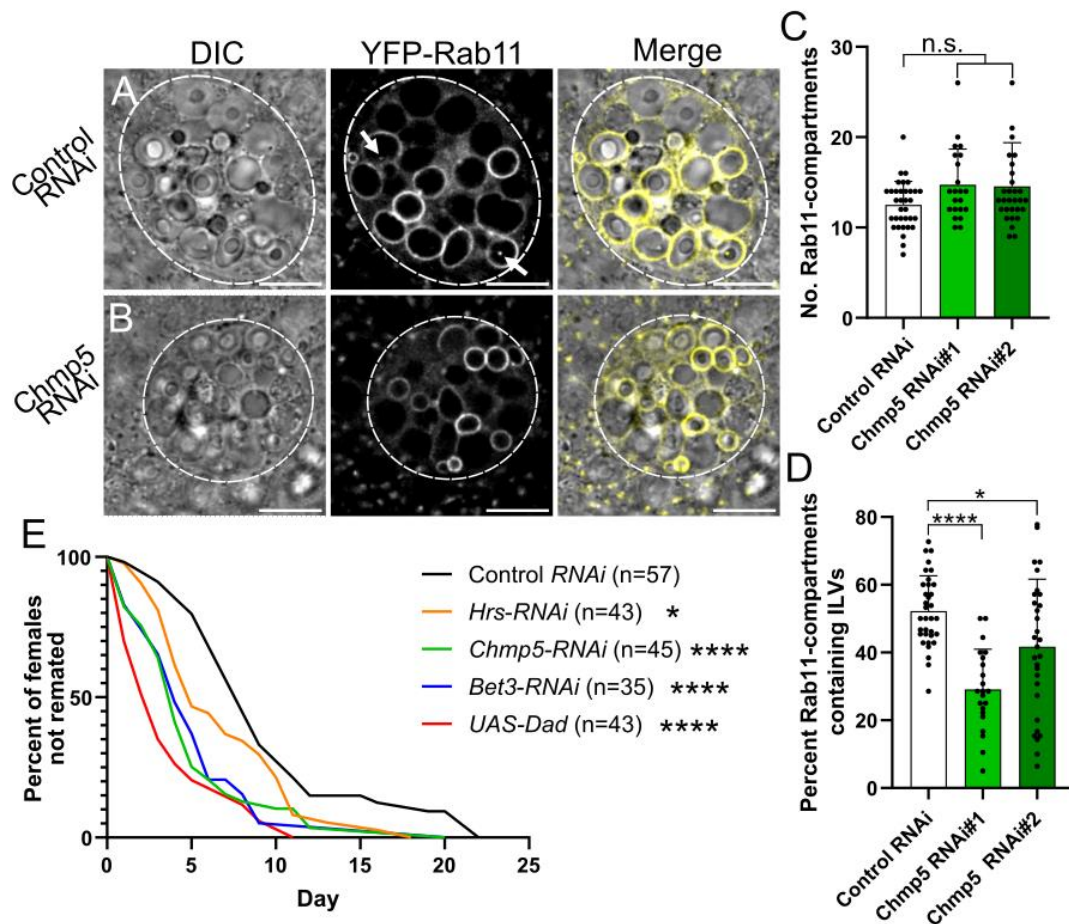 DIC
YFP-Rab11
Merge
A
Control
RNAi
B
Chmp5
RNAi
C
n.s.
No. Rab11-compartments
30
20
10
0
Control RNAi
Chmp5 RNAi#1
Chmp5 RNAi#2
D
*
****
Percent Rab11-compartments
containing ILVs
80
60
40
20
0
Control RNAi
Chmp5 RNAi#1
Chmp5 RNAi#2
E
Percent of females
not remated
100
50
0
0 5 10 15 20 25
Day
Control RNAi (n=57)
Hrs-RNAi (n=43) *
Chmp5-RNAi (n=45) ****
Bet3-RNAi (n=35) ****
UAS-Dad (n=43) ****